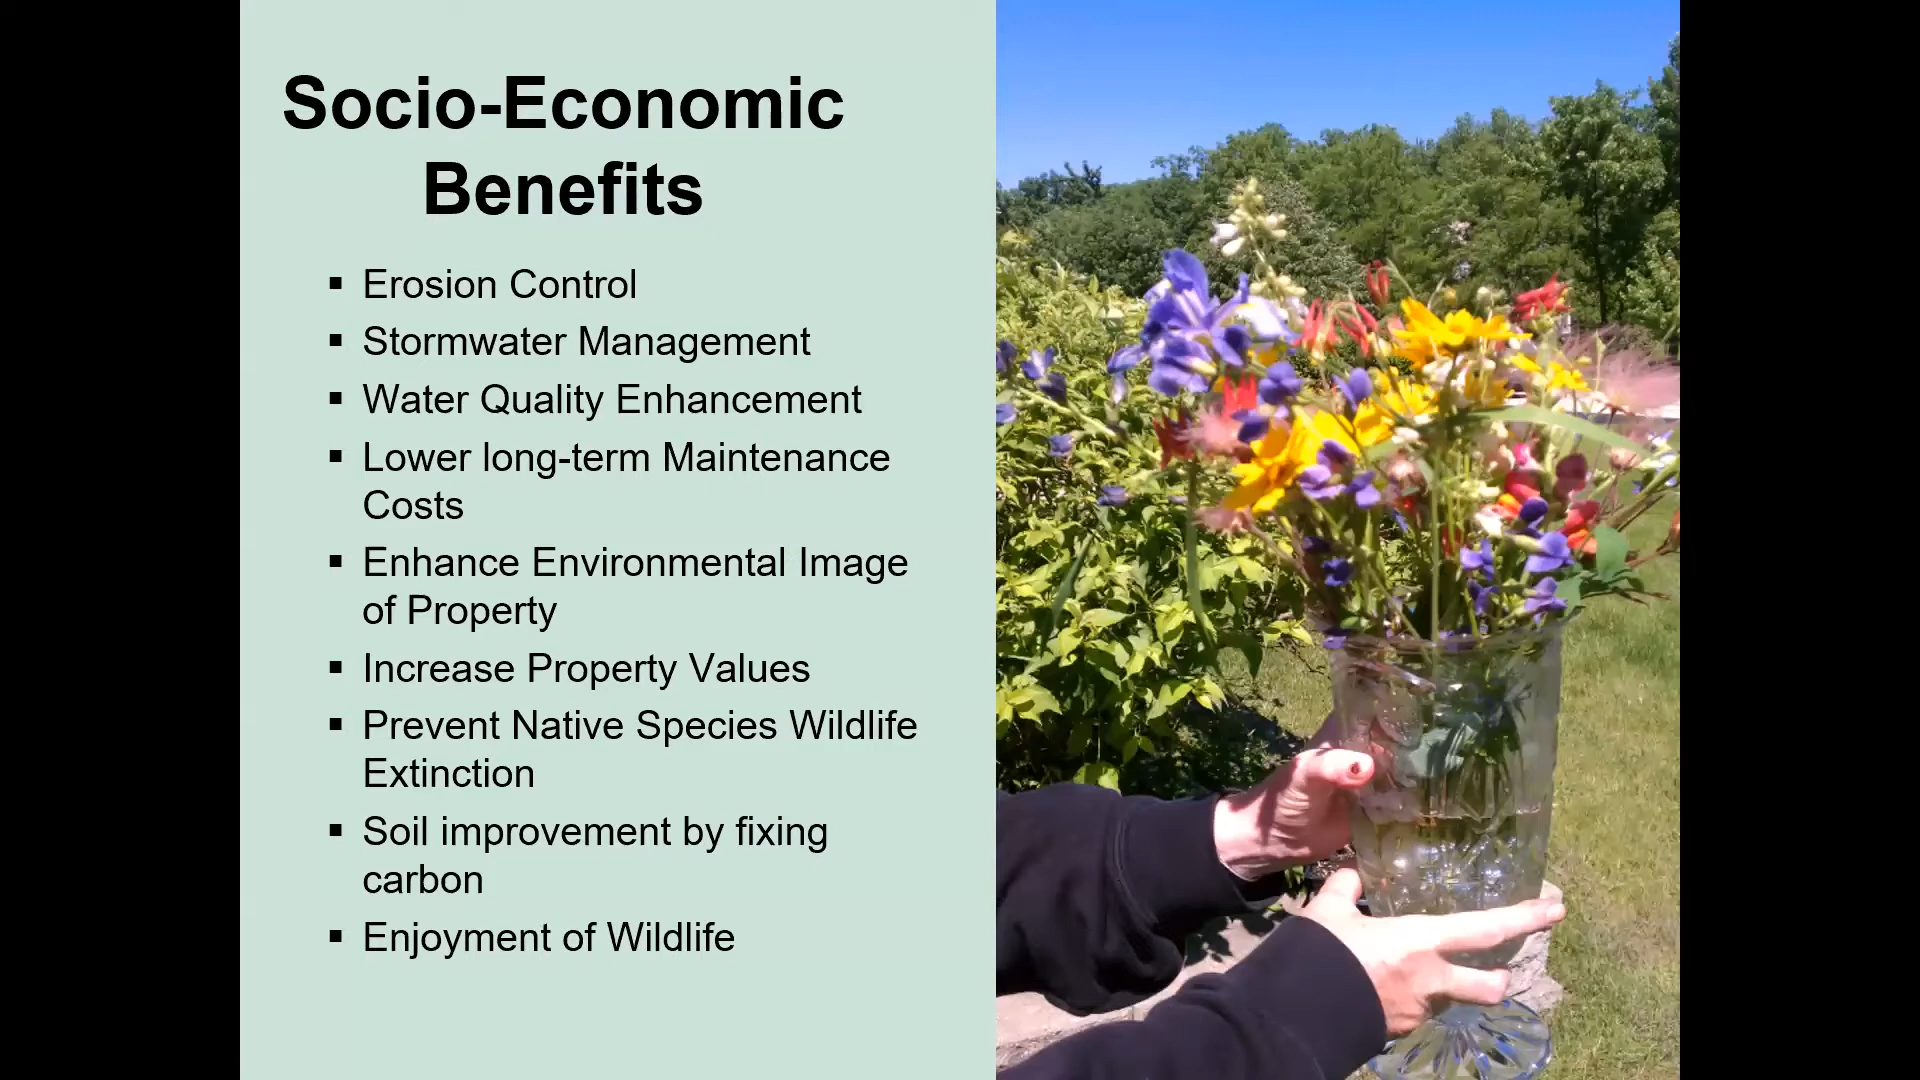 Socio-Economic
Benefits
▪ Erosion Control
▪ Stormwater Management
▪ Water Quality Enhancement
▪ Lower long-term Maintenance
Costs
▪ Enhance Environmental Image
of Property
▪ Increase Property Values
▪ Prevent Native Species Wildlife
Extinction
▪ Soil improvement by fixing
carbon
▪ Enjoyment of Wildlife